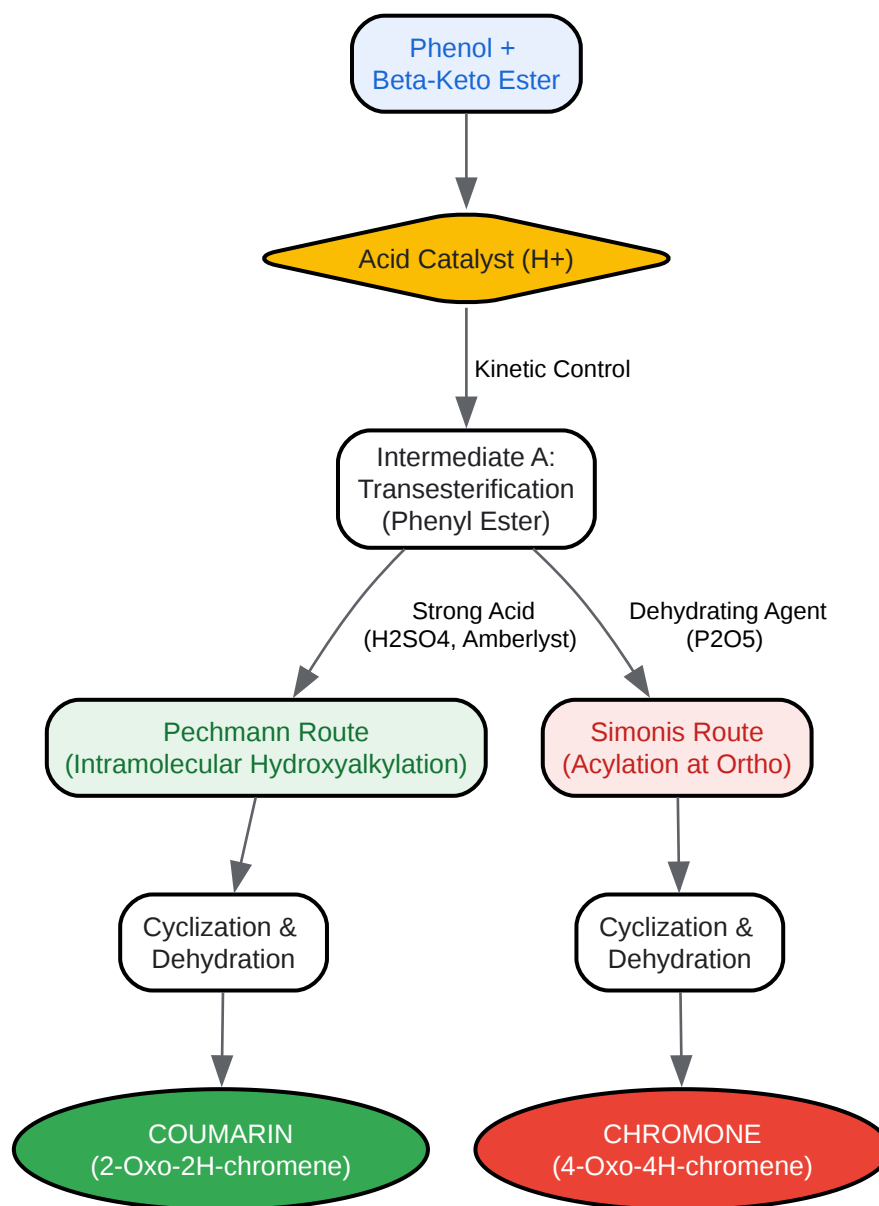 Phenol +
Beta-Keto Ester
Acid Catalyst (H+)
Kinetic Control
Intermediate A:
Transesterification
(Phenyl Ester)
Strong Acid
(H2SO4, Amberlyst)
Dehydrating Agent
(P2O5)
Pechmann Route
(Intramolecular Hydroxyalkylation)
Simonis Route
(Acylation at Ortho)
Cyclization &
Dehydration
Cyclization &
Dehydration
COUMARIN
(2-Oxo-2H-chromene)
CHROMONE
(4-Oxo-4H-chromene)